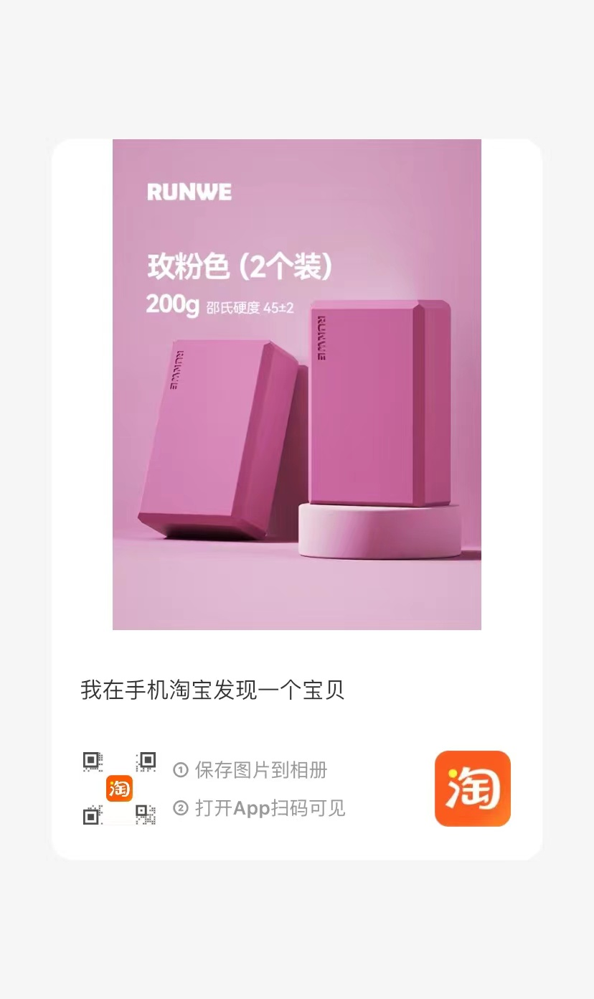 RUNWE
玫粉色 (2个装)
200g 邵氏硬度 45±2
RUNWE
RUNWE
我在手机淘宝发现一个宝贝
淘
① 保存图片到相册
② 打开App扫码可见
淘